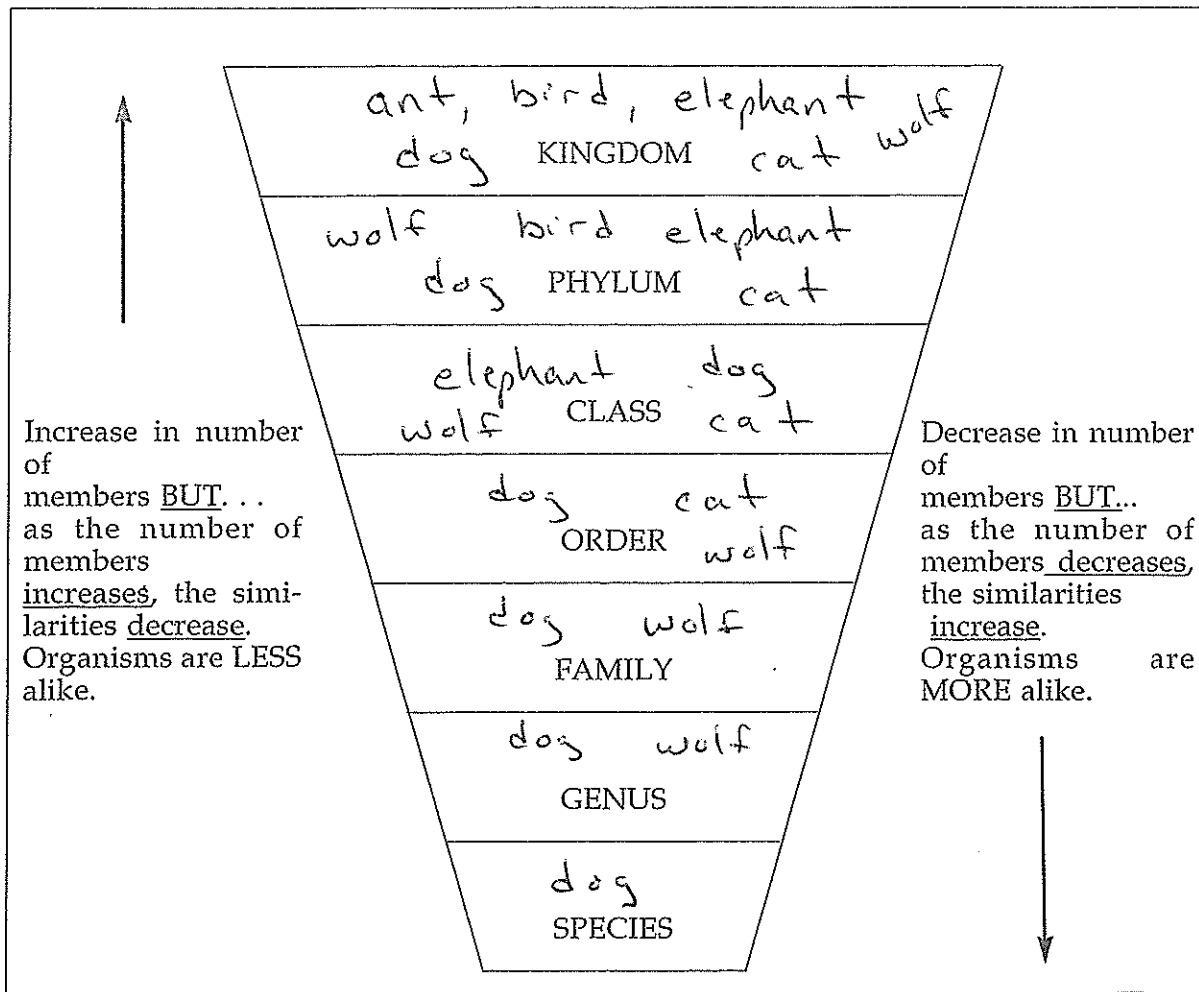 ant, bird, elephant
dog KINGDOM cat wolf
wolf bird elephant
dog PHYLUM cat
elephant dog
wolf CLASS cat
dog cat
ORDER wolf
dog wolf
FAMILY
dog wolf
GENUS
dog
SPECIES
Increase in number
of
members BUT. . .
as the number of
members
increases, the simi-
larities decrease.
Organisms are LESS
alike.
Decrease in number
of
members BUT...
as the number of
members decreases,
the similarities
increase.
Organisms are
MORE alike.